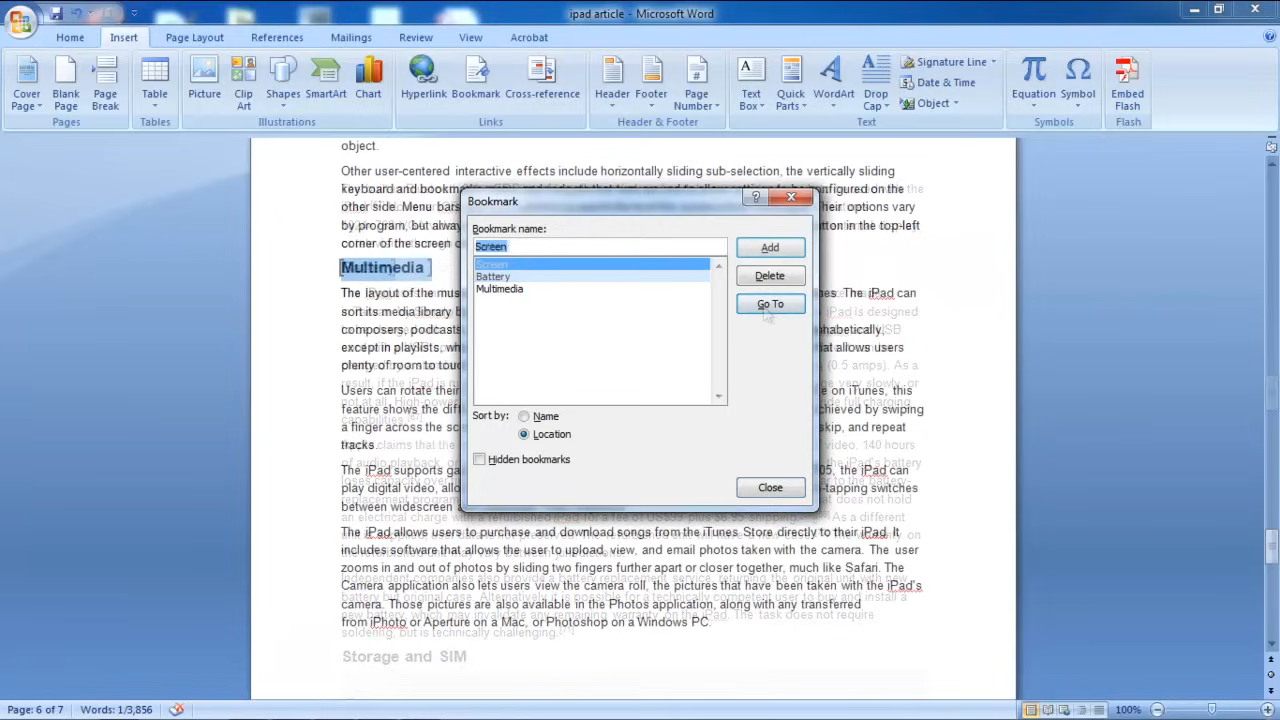 ipad article - Microsoft Word
Home Insert Page Layout References Mailings Review View Acrobat
Cover Page Blank Page Page Break Table Picture Clip Art Shapes SmartArt Chart Hyperlink Bookmark Cross-reference Header Footer Page Number Text Box Quick Parts WordArt Drop Cap Signature Line Date & Time Object Equation Symbol Embed Flash
Pages Tables Illustrations Links Header & Footer Text Symbols Flash
object.
Other user-centered interactive effects include horizontally sliding sub-selection, the vertically sliding
keyboard and bookm
other side. Menu bars Their options vary
by program, but alway button in the top-left
corner of the screen
Multimedia
The layout of the mus The iPad can
sort its media library b
composers, podcasts
except in playlists, wh that allows users
plenty of room to
Users can rotate their on iTunes, this
feature shows the diff achieved by swiping
a finger across the skip, and repeat
tracks.
The iPad supports ga 05, the iPad can
play digital video, allo -tapping switches
between widescreen
The iPad allows users to purchase and download songs from the iTunes Store directly to their iPad. It
includes software that allows the user to upload, view, and email photos taken with the camera. The user
zooms in and out of photos by sliding two fingers further apart or closer together, much like Safari. The
Camera application also lets users view the camera roll, the pictures that have been taken with the iPad's
camera. Those pictures are also available in the Photos application, along with any transferred
from iPhoto or Aperture on a Mac, or Photoshop on a Windows PC.
Storage and SIM
Bookmark
Bookmark name:
Screen
Screen
Battery
Multimedia
Add
Delete
Go To
Sort by: Name
Location
Hidden bookmarks
Close
Page: 6 of 7 Words: 1/3,856 100%